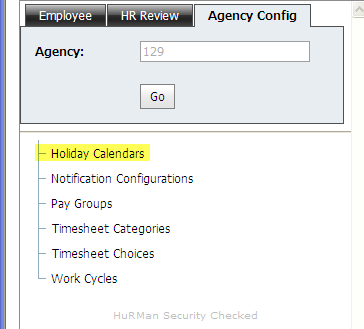 Employee HR Review Agency Config
Agency: 129
Go
Holiday Calendars
Notification Configurations
Pay Groups
Timesheet Categories
Timesheet Choices
Work Cycles
HuRMan Security Checked